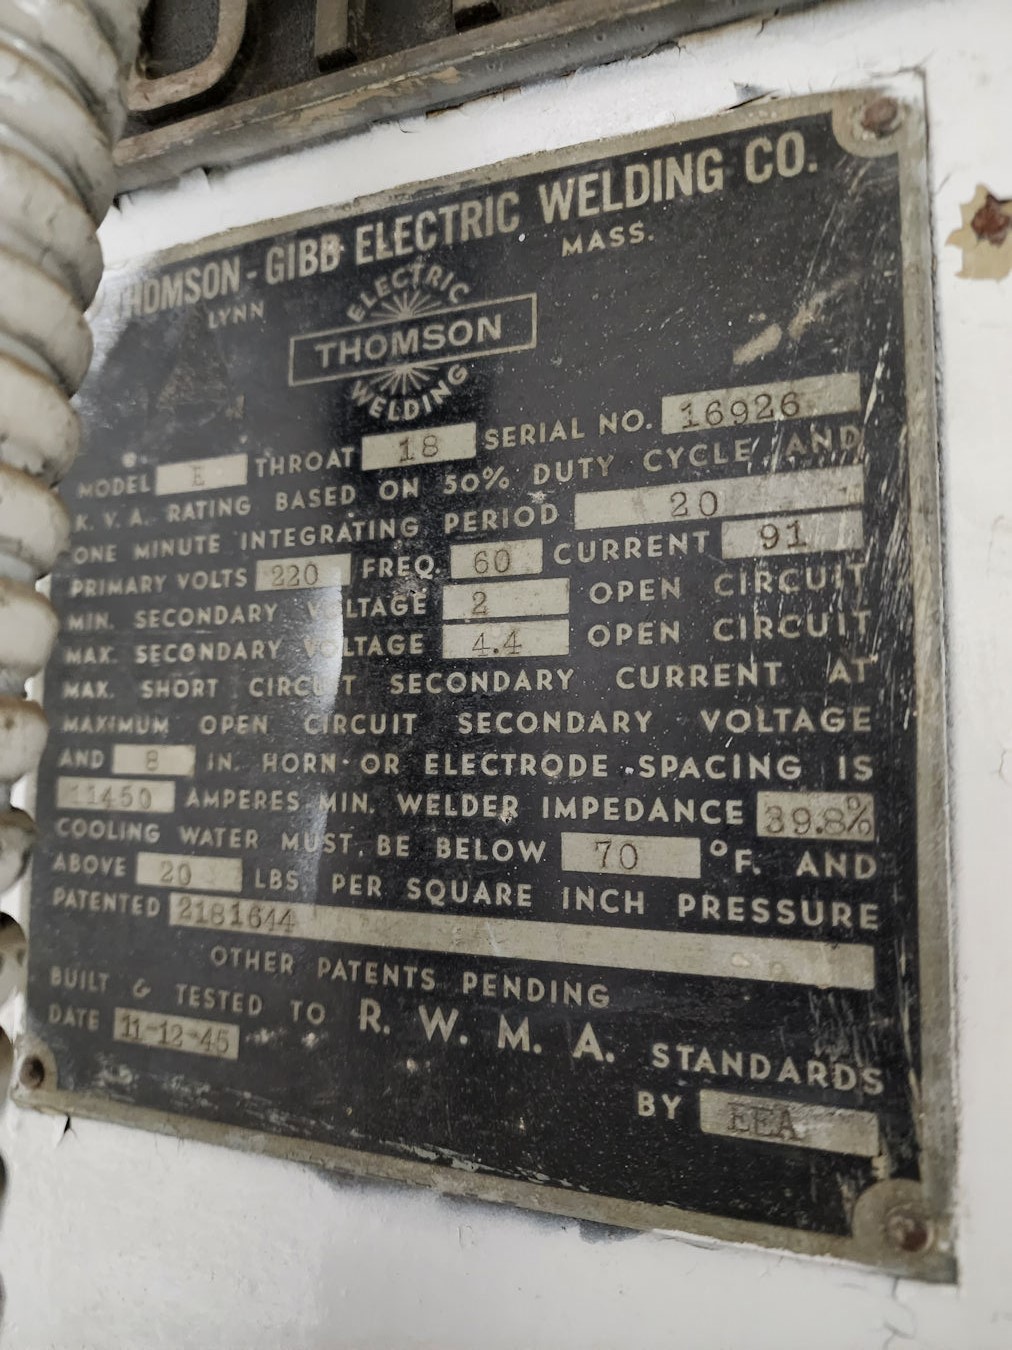 THOMSON-GIBB ELECTRIC WELDING CO.
LYNN MASS.
ELECTRIC
THOMSON
WELDING
MODEL E THROAT 18 SERIAL NO. 16926
K. V. A. RATING BASED ON 50% DUTY CYCLE AND
ONE MINUTE INTEGRATING PERIOD 20
PRIMARY VOLTS 220 FREQ. 60 CURRENT 91
MIN. SECONDARY VOLTAGE 2 OPEN CIRCUIT
MAX. SECONDARY VOLTAGE 4.4 OPEN CIRCUIT
MAX. SHORT CIRCUIT SECONDARY CURRENT AT
MAXIMUM OPEN CIRCUIT SECONDARY VOLTAGE
AND 8 IN. HORN OR ELECTRODE SPACING IS
11450 AMPERES MIN. WELDER IMPEDANCE 39.8%
COOLING WATER MUST BE BELOW 70 °F. AND
ABOVE 20 LBS. PER SQUARE INCH PRESSURE
PATENTED 2181644
OTHER PATENTS PENDING
BUILT & TESTED TO R. W. M. A. STANDARDS
DATE 11-12-45 BY EEA